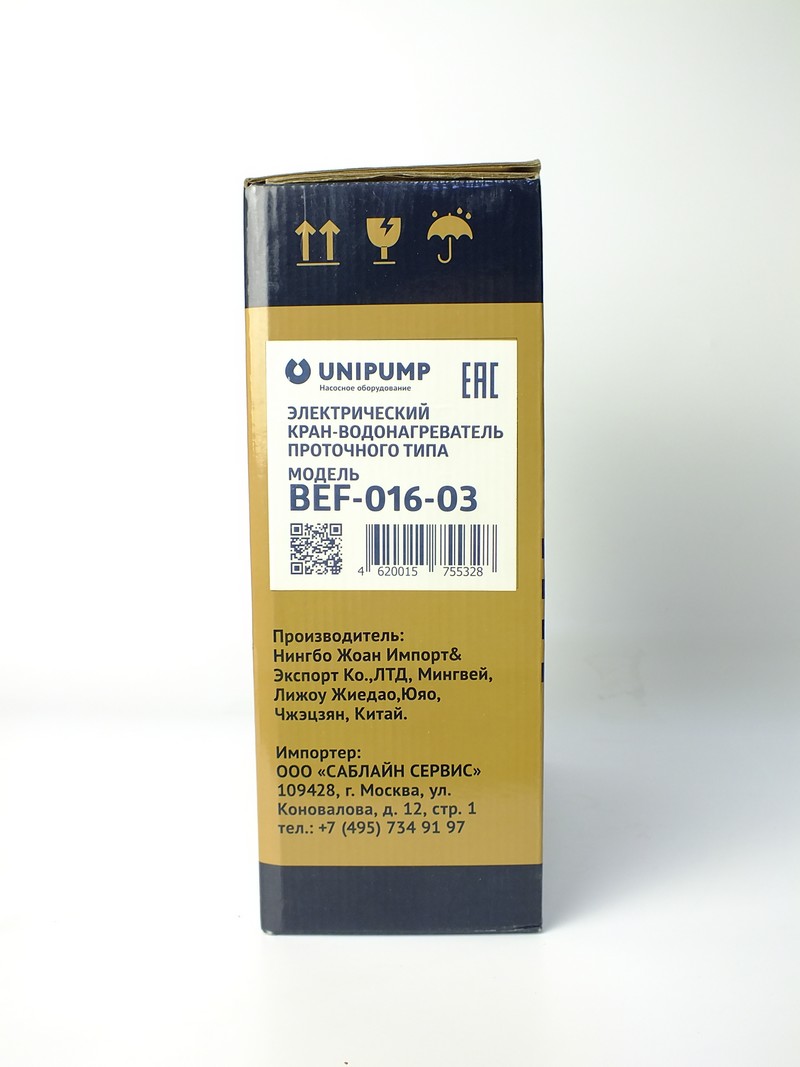 UNIPUMP
Насосное оборудование
EAC
ЭЛЕКТРИЧЕСКИЙ
КРАН-ВОДОНАГРЕВАТЕЛЬ
ПРОТОЧНОГО ТИПА
МОДЕЛЬ
BEF-016-03
4 620015 755328
Производитель:
Нингбо Жоан Импорт&
Экспорт Ко.,ЛТД, Мингвей,
Лижоу Жиедао,Юяо,
Чжэцзян, Китай.
Импортер:
ООО «САБЛАЙН СЕРВИС»
109428, г. Москва, ул.
Коновалова, д. 12, стр. 1
тел.: +7 (495) 734 91 97